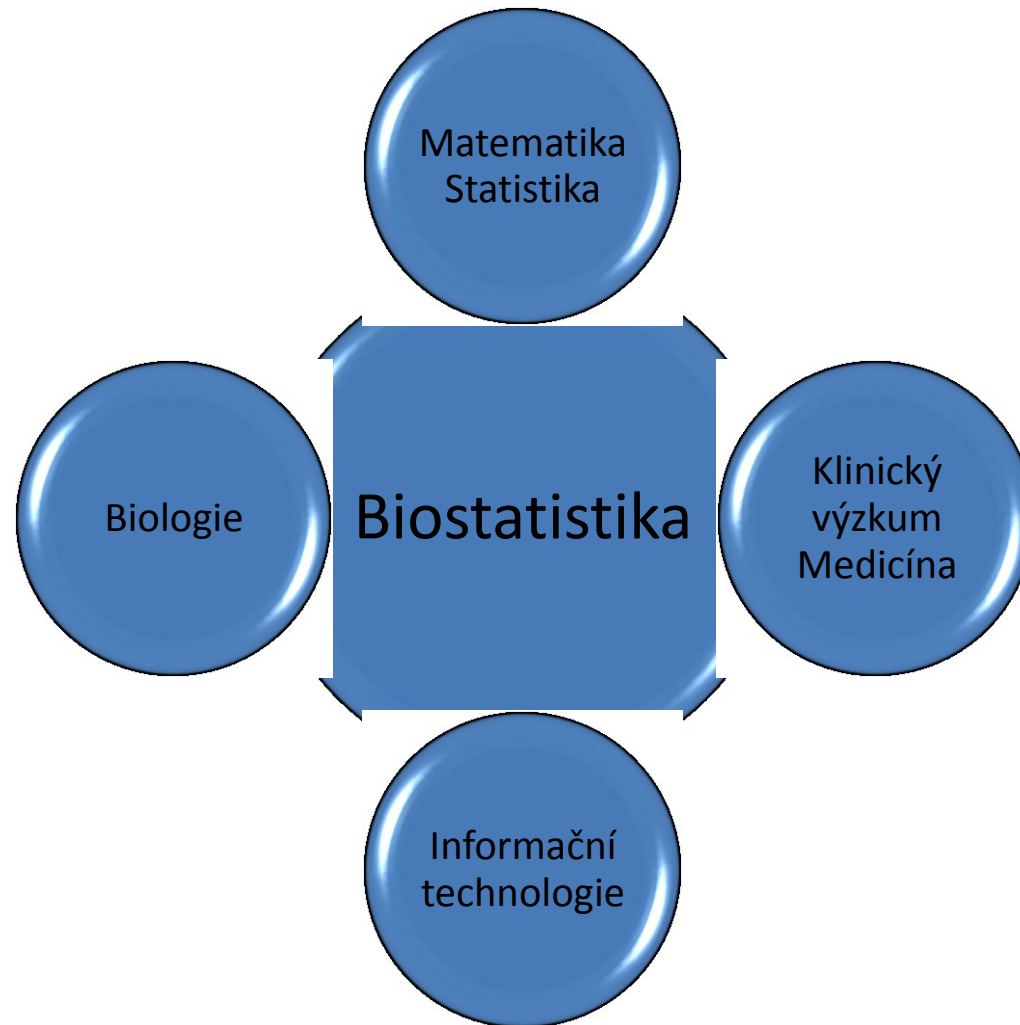 Matematika
Statistika
Biologie
Biostatistika
Klinický
výzkum
Medicína
Informační
technologie